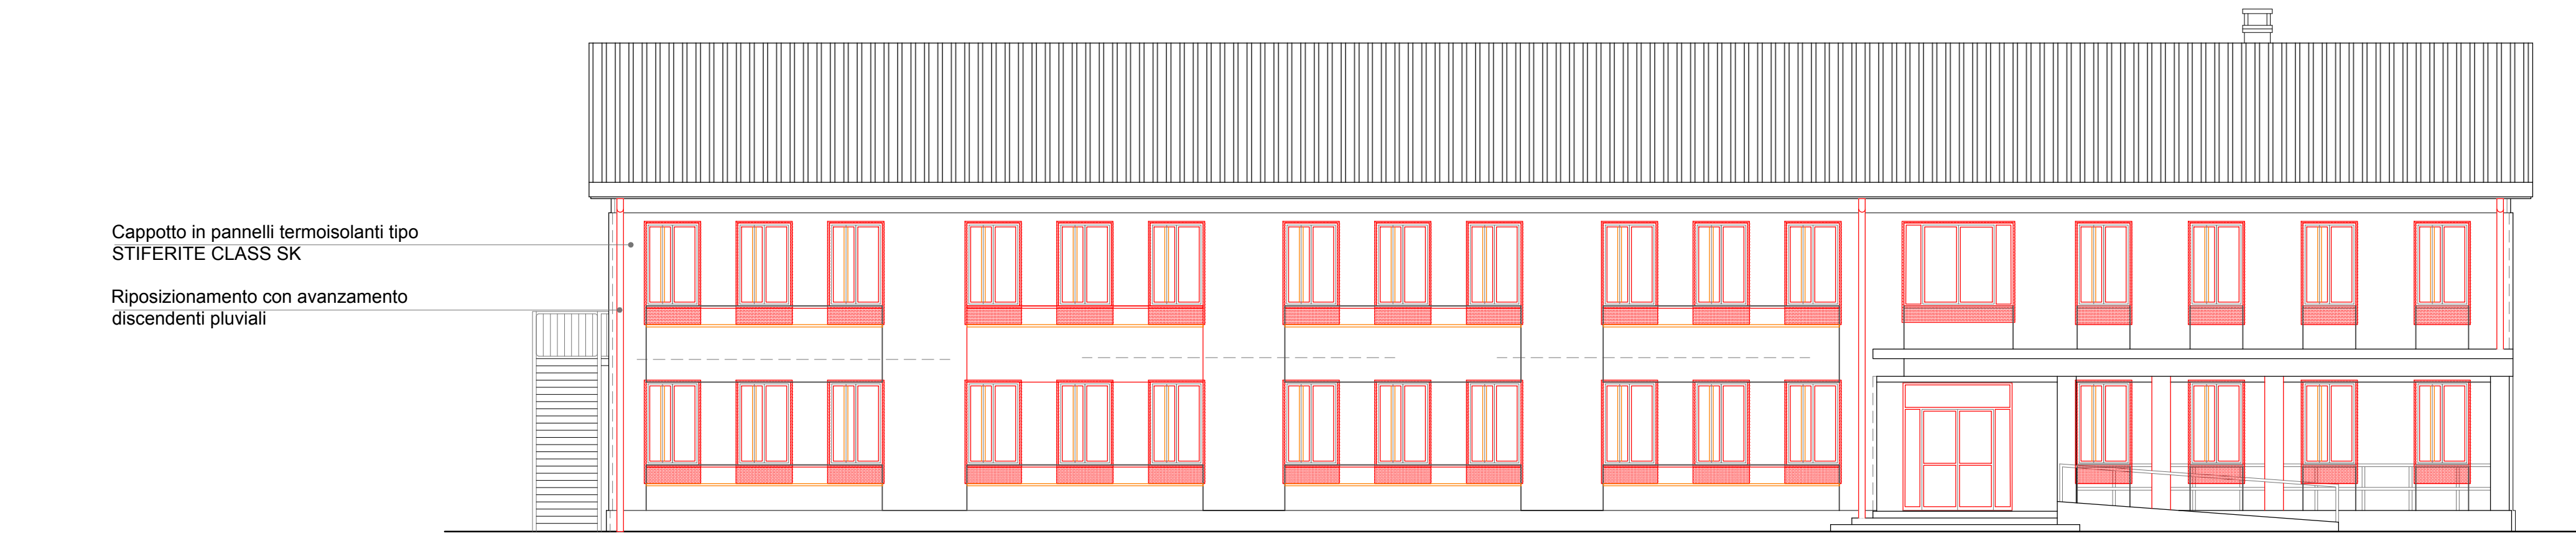 Cappotto in pannelli termoisolanti tipo
STIFERITE CLASS SK
Riposizionamento con avanzamento
discendenti pluviali